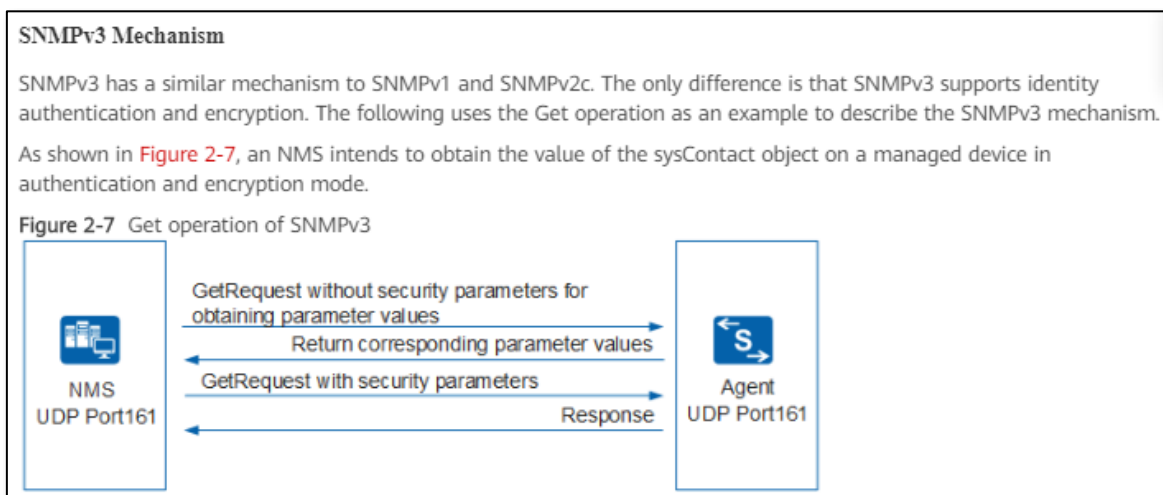 SNMPv3 Mechanism
SNMPv3 has a similar mechanism to SNMPv1 and SNMPv2c. The only difference is that SNMPv3 supports identity
authentication and encryption. The following uses the Get operation as an example to describe the SNMPv3 mechanism.
As shown in Figure 2-7, an NMS intends to obtain the value of the sysContact object on a managed device in
authentication and encryption mode.
Figure 2-7 Get operation of SNMPv3
GetRequest without security parameters for
obtaining parameter values
Return corresponding parameter values
GetRequest with security parameters
Response
NMS
UDP Port161
S
Agent
UDP Port161